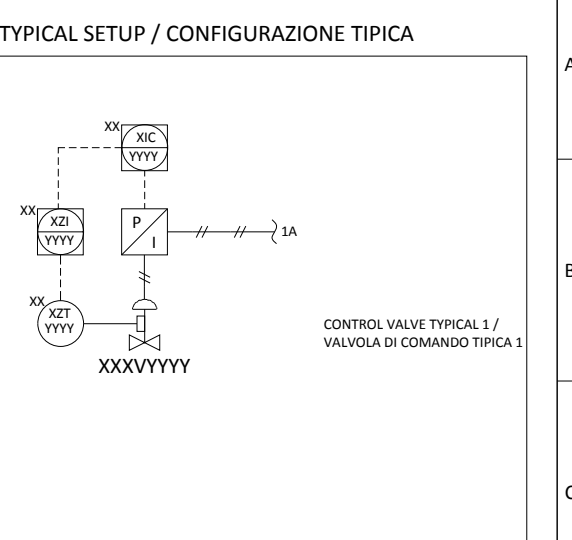 TYPICAL SETUP / CONFIGURAZIONE TIPICA
A
XX
XIC
YYYY
XX
XZI
YYYY
P
I
1A
B
XX
XZT
YYYY
CONTROL VALVE TYPICAL 1 /
VALVOLA DI COMANDO TIPICA 1
XXXVYYYY
C